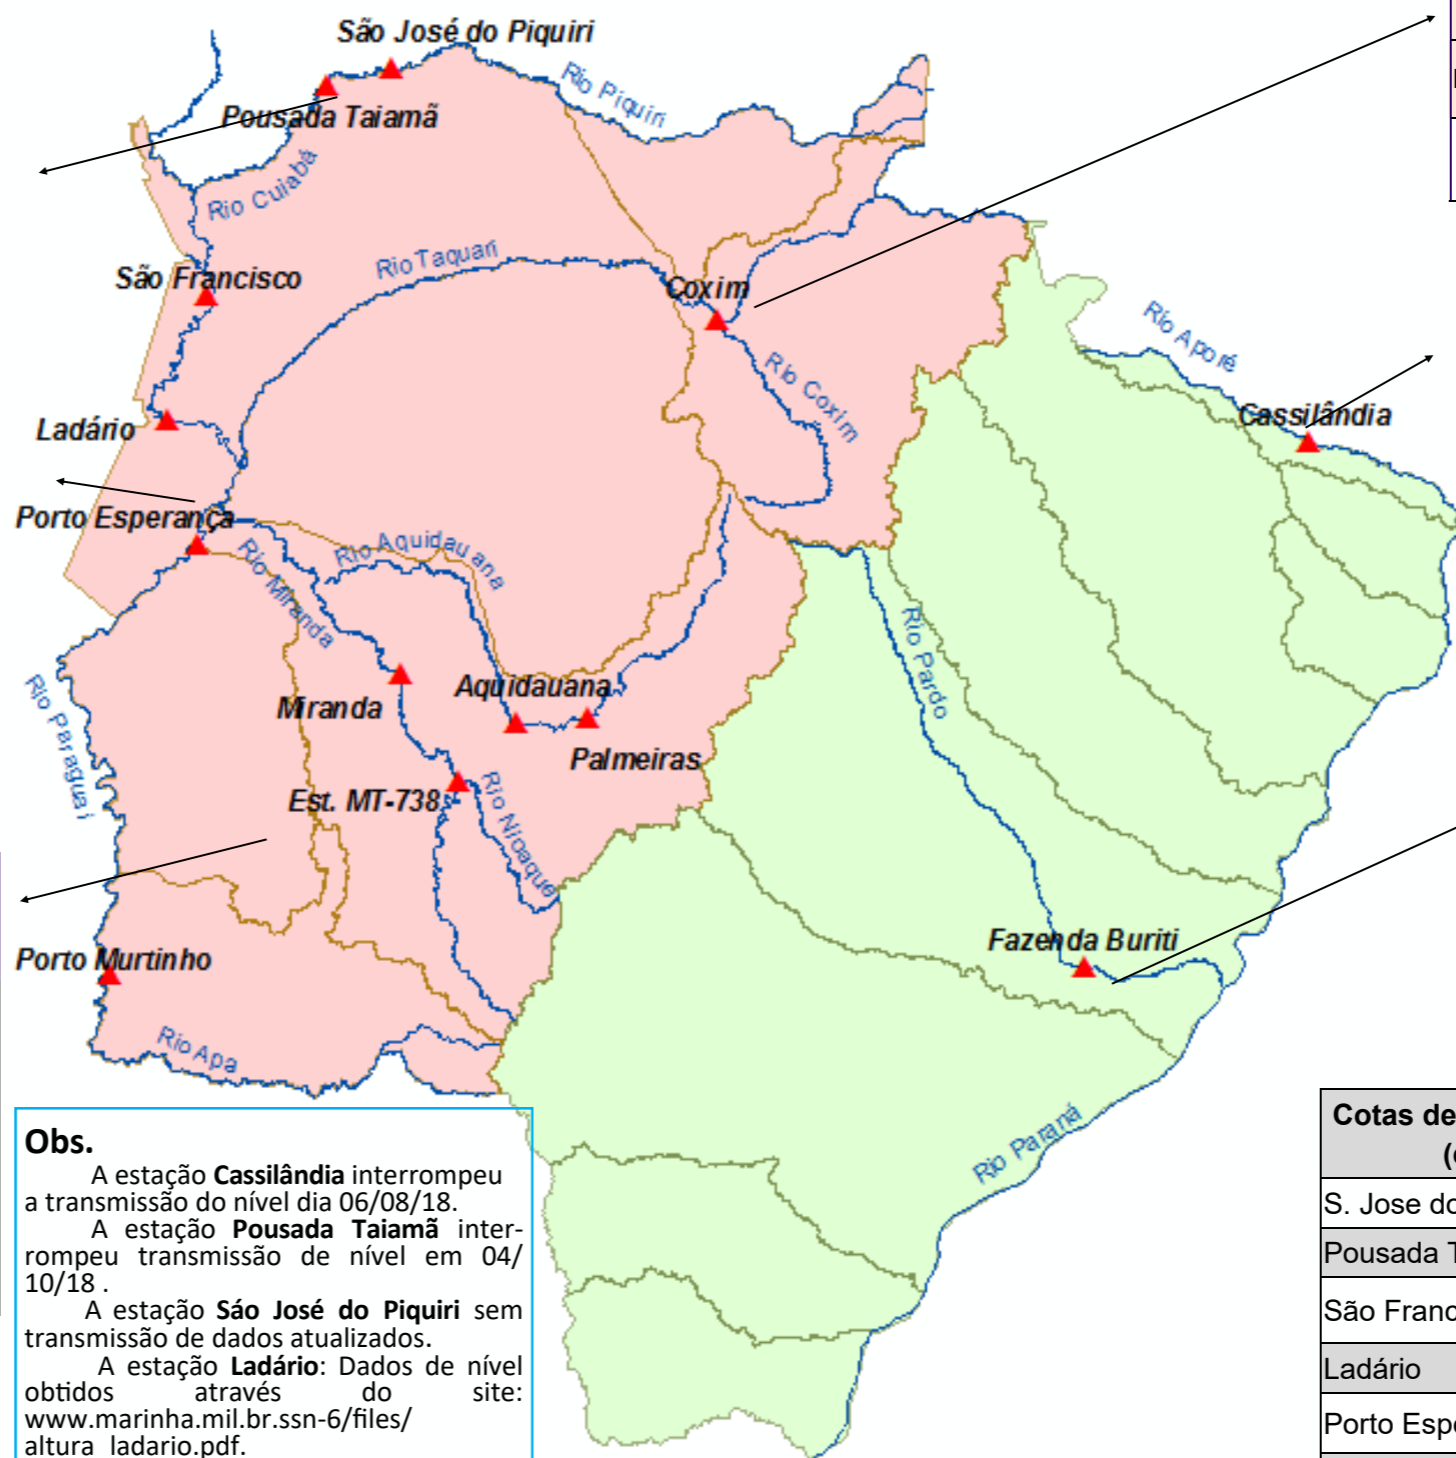 São José do Piquiri
Rio Piquiri
Pousada Taiamã
Rio Cuiabá
Rio Taquari
São Francisco
Coxim
Rio Aporé
Rio Coxim
Cassilândia
Ladário
Porto Esperança
Rio Aquidauana
Rio Miranda
Rio Pardo
Rio Paraguai
Aquidauana
Miranda
Palmeiras
Est. MT-738
Rio Nioaque
Fazenda Buriti
Porto Murtinho
Rio Apa
Rio Paraná
Obs.
A estação Cassilândia interrompeu
a transmissão do nível dia 06/08/18.
A estação Pousada Taiamã inter-
rompeu transmissão de nível em 04/
10/18 .
A estação Sáo José do Piquiri sem
transmissão de dados atualizados.
A estação Ladário: Dados de nível
obtidos através do site:
www.marinha.mil.br.ssn-6/files/
altura_ladario.pdf.
Cotas de
S. Jose do
Pousada T
São Franc
Ladário
Porto Esp